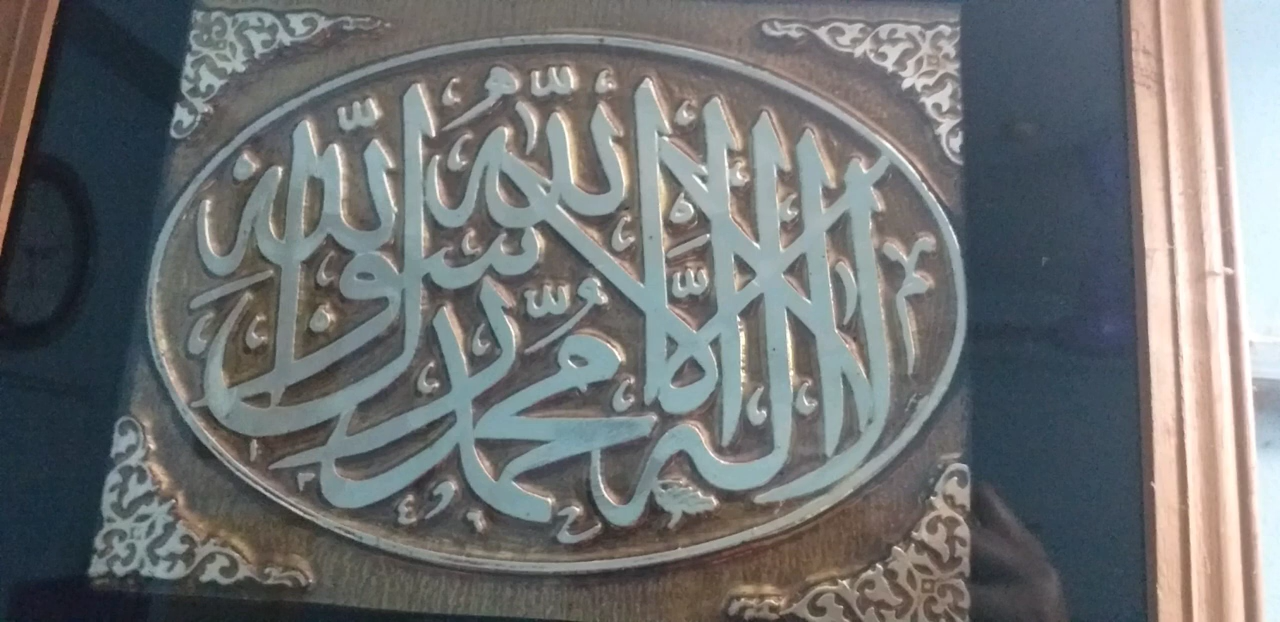 لا إله إلا الله محمد رسول الله